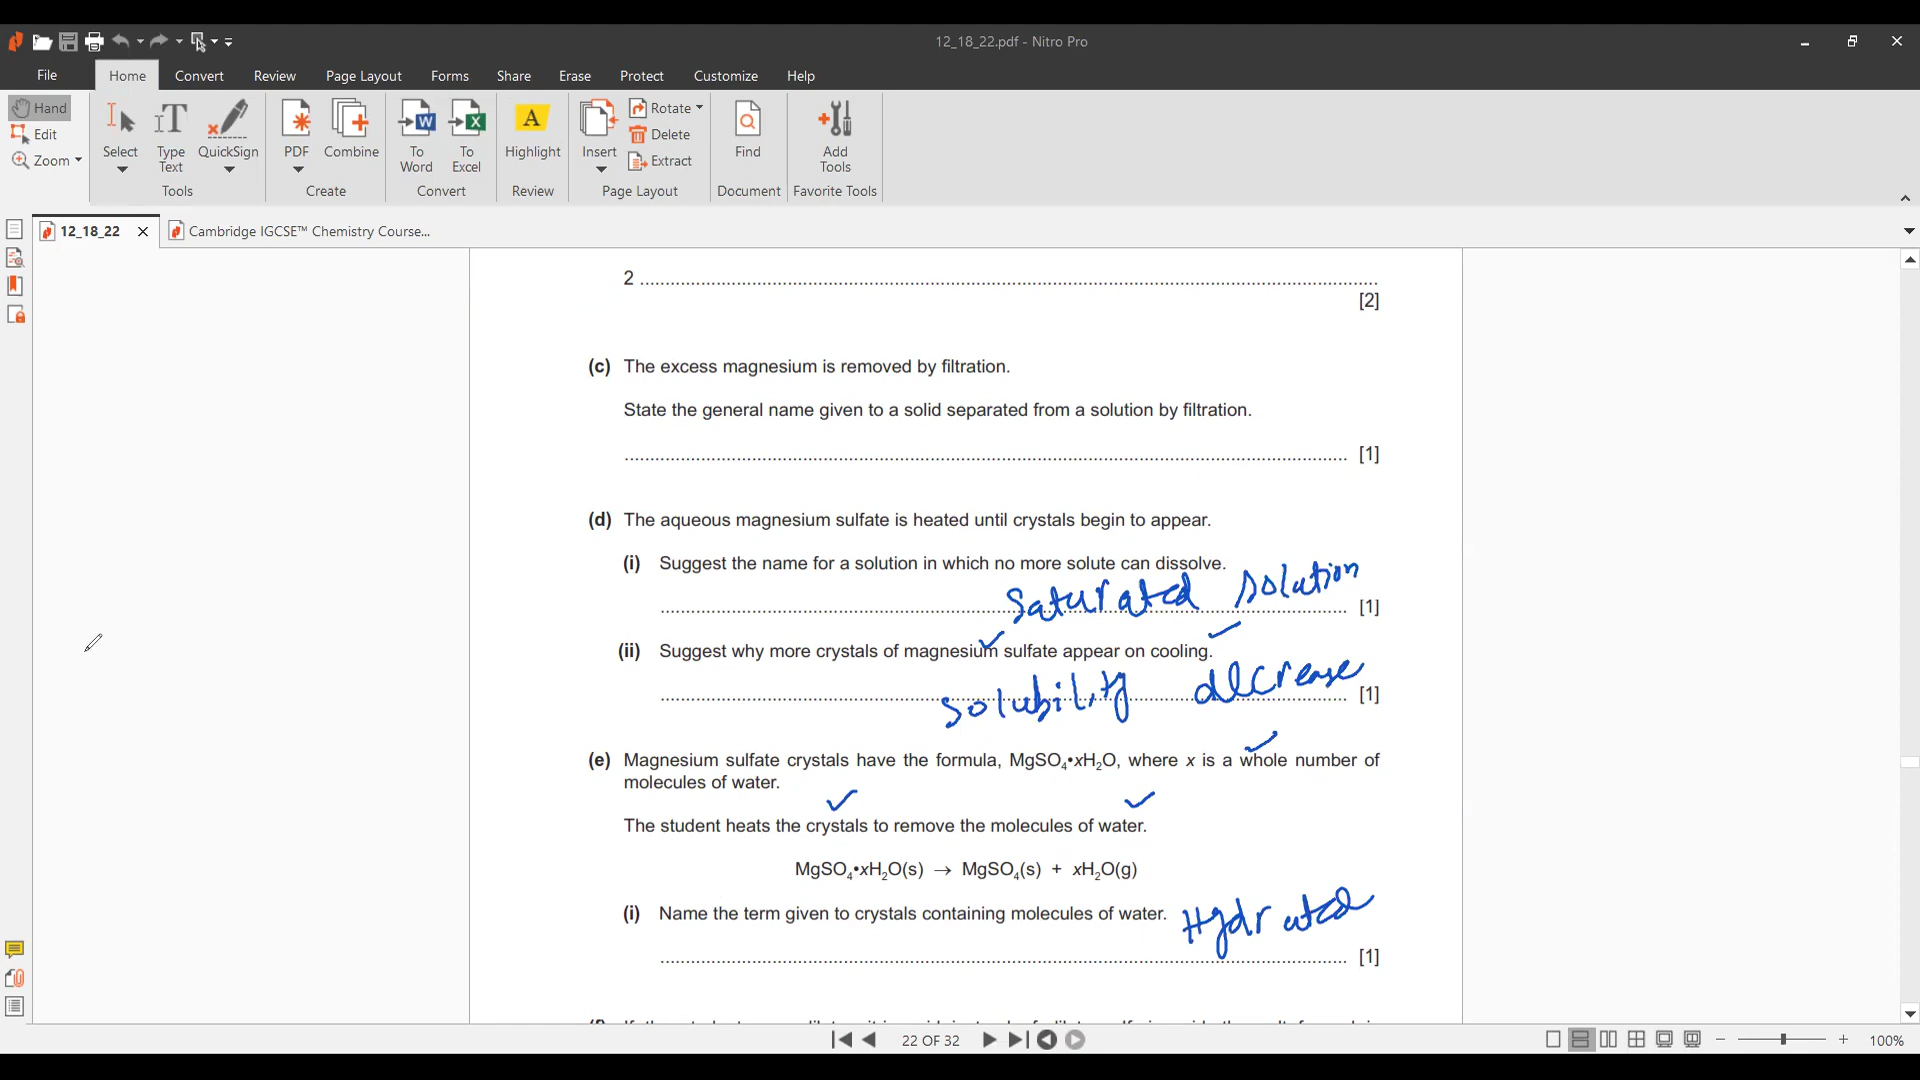 12_18_22.pdf - Nitro Pro
File Home Convert Review Page Layout Forms Share Erase Protect Customize Help
Hand
Edit
Zoom
Select
Type Text
QuickSign
Tools
PDF
Combine
Create
To Word
To Excel
Convert
Highlight
Review
Insert
Rotate
Delete
Extract
Page Layout
Find
Document
Add Tools
Favorite Tools
12_18_22
Cambridge IGCSE™ Chemistry Course...
2 ........................................................................
[2]
(c) The excess magnesium is removed by filtration.
State the general name given to a solid separated from a solution by filtration.
........................................................................ [1]
(d) The aqueous magnesium sulfate is heated until crystals begin to appear.
(i) Suggest the name for a solution in which no more solute can dissolve.
Saturated solution
........................................................................ [1]
(ii) Suggest why more crystals of magnesium sulfate appear on cooling.
solubility decrease
........................................................................ [1]
(e) Magnesium sulfate crystals have the formula, MgSO₄•xH₂O, where x is a whole number of
molecules of water.
The student heats the crystals to remove the molecules of water.
MgSO₄•xH₂O(s) → MgSO₄(s) + xH₂O(g)
(i) Name the term given to crystals containing molecules of water.
Hydrated
........................................................................ [1]
22 OF 32
100%